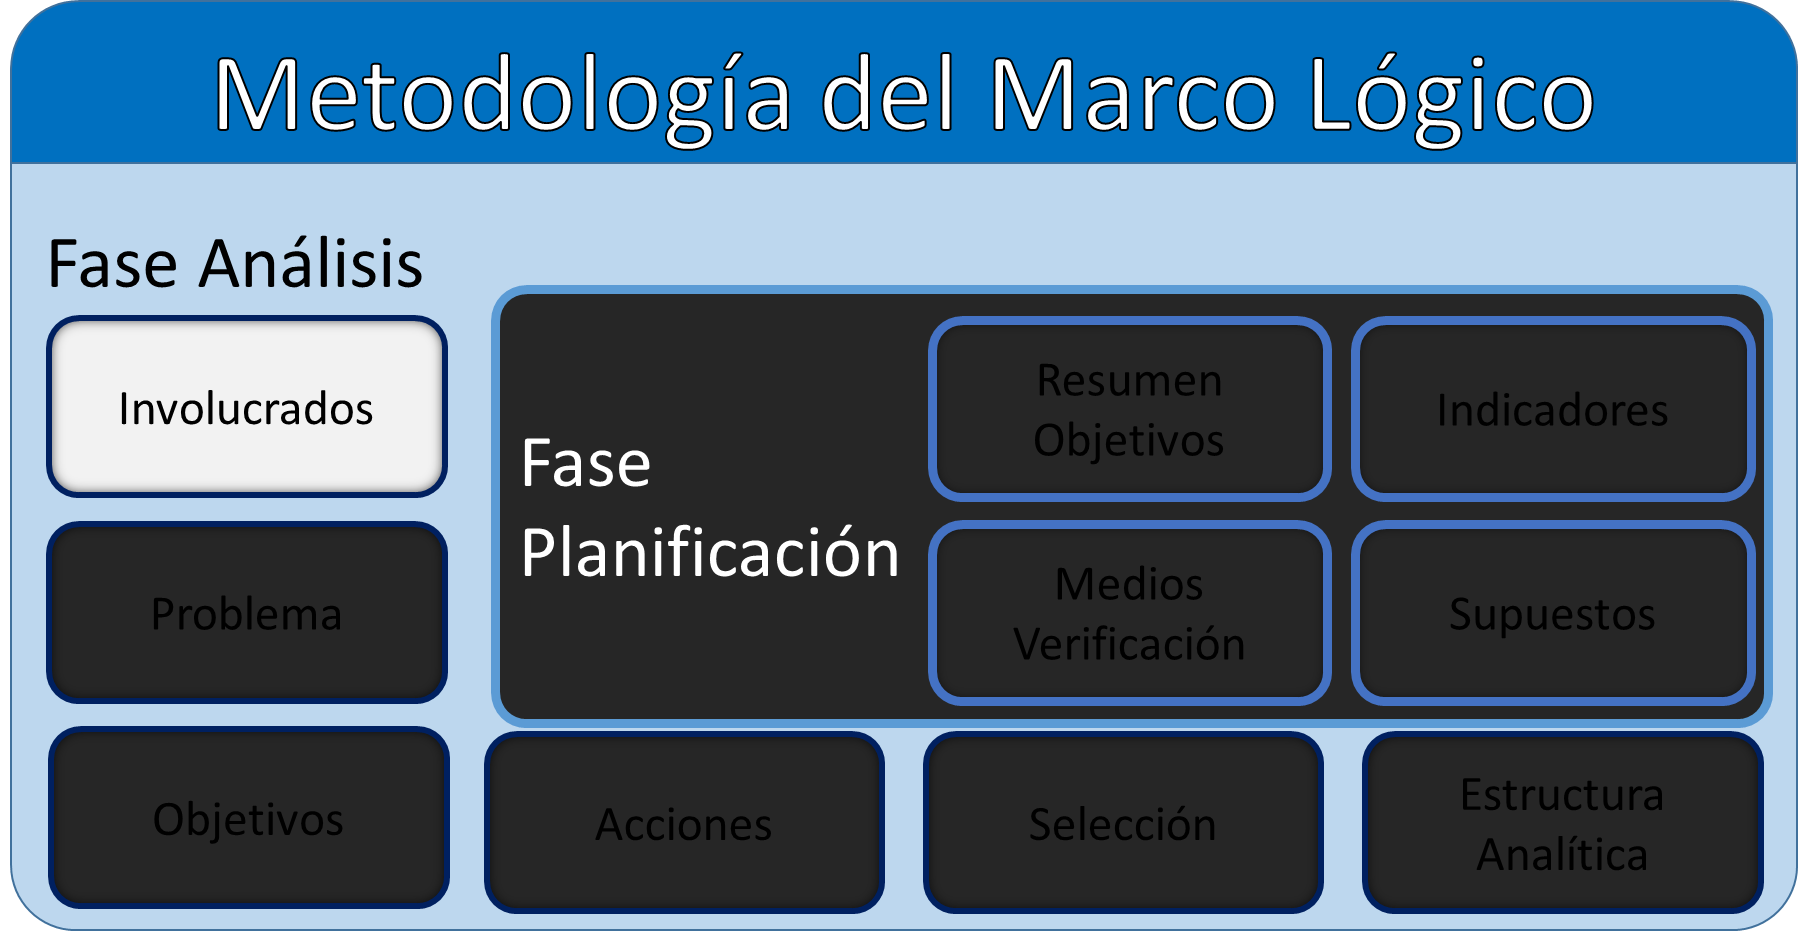 Metodología del Marco Lógico
Fase Análisis
Involucrados
Problema
Objetivos
Fase
Planificación
Resumen
Objetivos
Indicadores
Medios
Verificación
Supuestos
Acciones
Selección
Estructura
Analítica